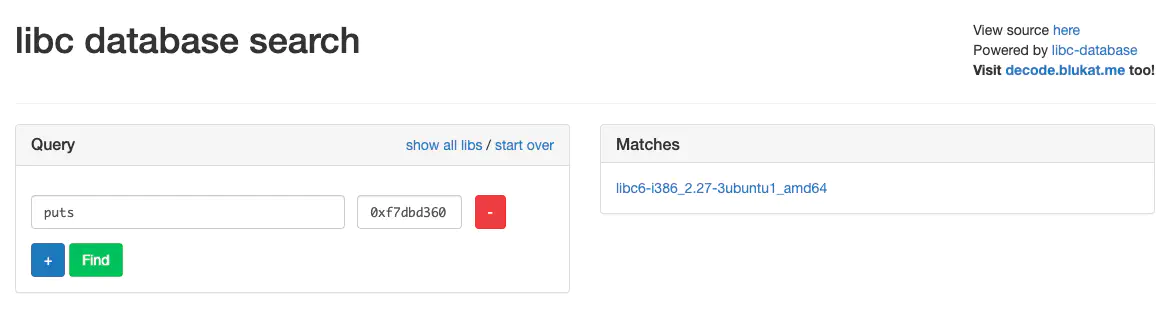 libc database search
View source here
Powered by libc-database
Visit decode.blukat.me too!
Query
show all libs / start over
puts
0xf7dbd360
-
+
Find
Matches
libc6-i386_2.27-3ubuntu1_amd64